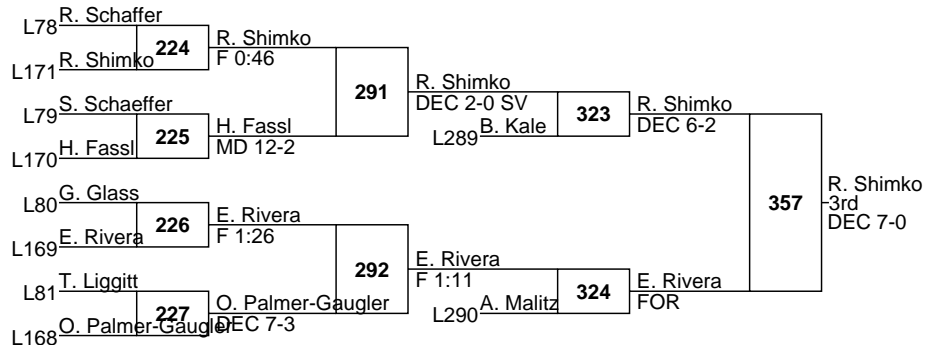 L78 R. Schaffer
224
R. Shimko
F 0:46
L171 R. Shimko
291
R. Shimko
DEC 2-0 SV
L79 S. Schaeffer
225
H. Fassl
MD 12-2
L170 H. Fassl
L289 B. Kale
323
R. Shimko
DEC 6-2
357
R. Shimko
3rd
DEC 7-0
L80 G. Glass
226
E. Rivera
F 1:26
L169 E. Rivera
292
E. Rivera
F 1:11
L81 T. Liggitt
227
O. Palmer-Gaugler
DEC 7-3
L168 O. Palmer-Gaugler
L290 A. Malitz
324
E. Rivera
FOR